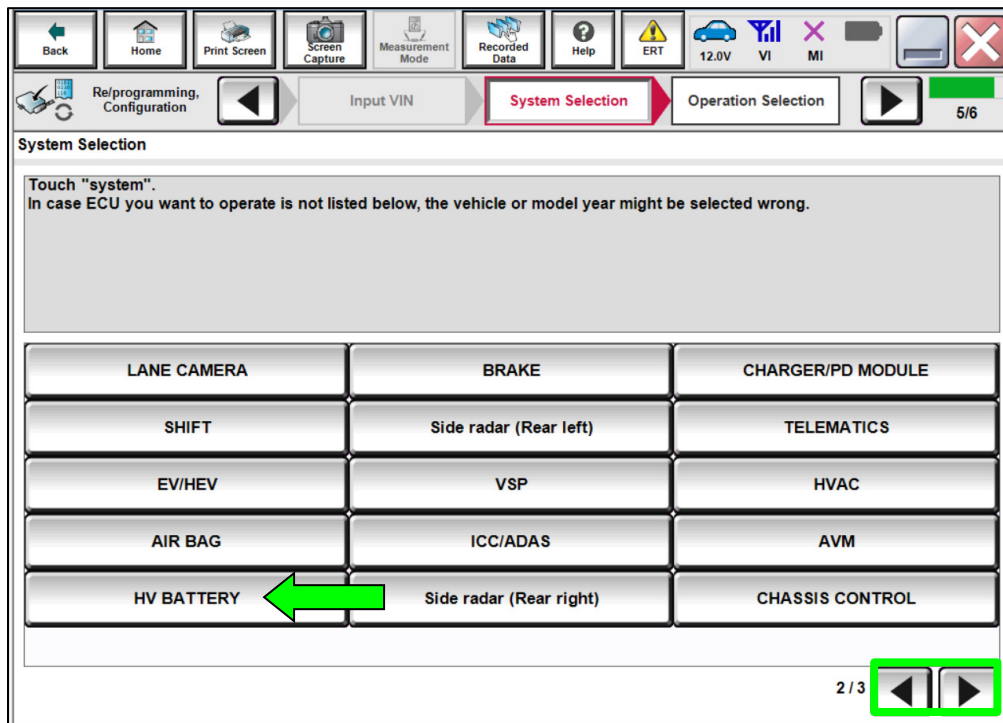 Back
Home
Print Screen
Screen
Capture
Measurement
Mode
Recorded
Data
Help
ERT
12.0V
VI
MI
Re/programming,
Configuration
Input VIN
System Selection
Operation Selection
5/6
System Selection
Touch "system".
In case ECU you want to operate is not listed below, the vehicle or model year might be selected wrong.
LANE CAMERA
BRAKE
CHARGER/PD MODULE
SHIFT
Side radar (Rear left)
TELEMATICS
EV/HEV
VSP
HVAC
AIR BAG
ICC/ADAS
AVM
HV BATTERY
Side radar (Rear right)
CHASSIS CONTROL
2 / 3